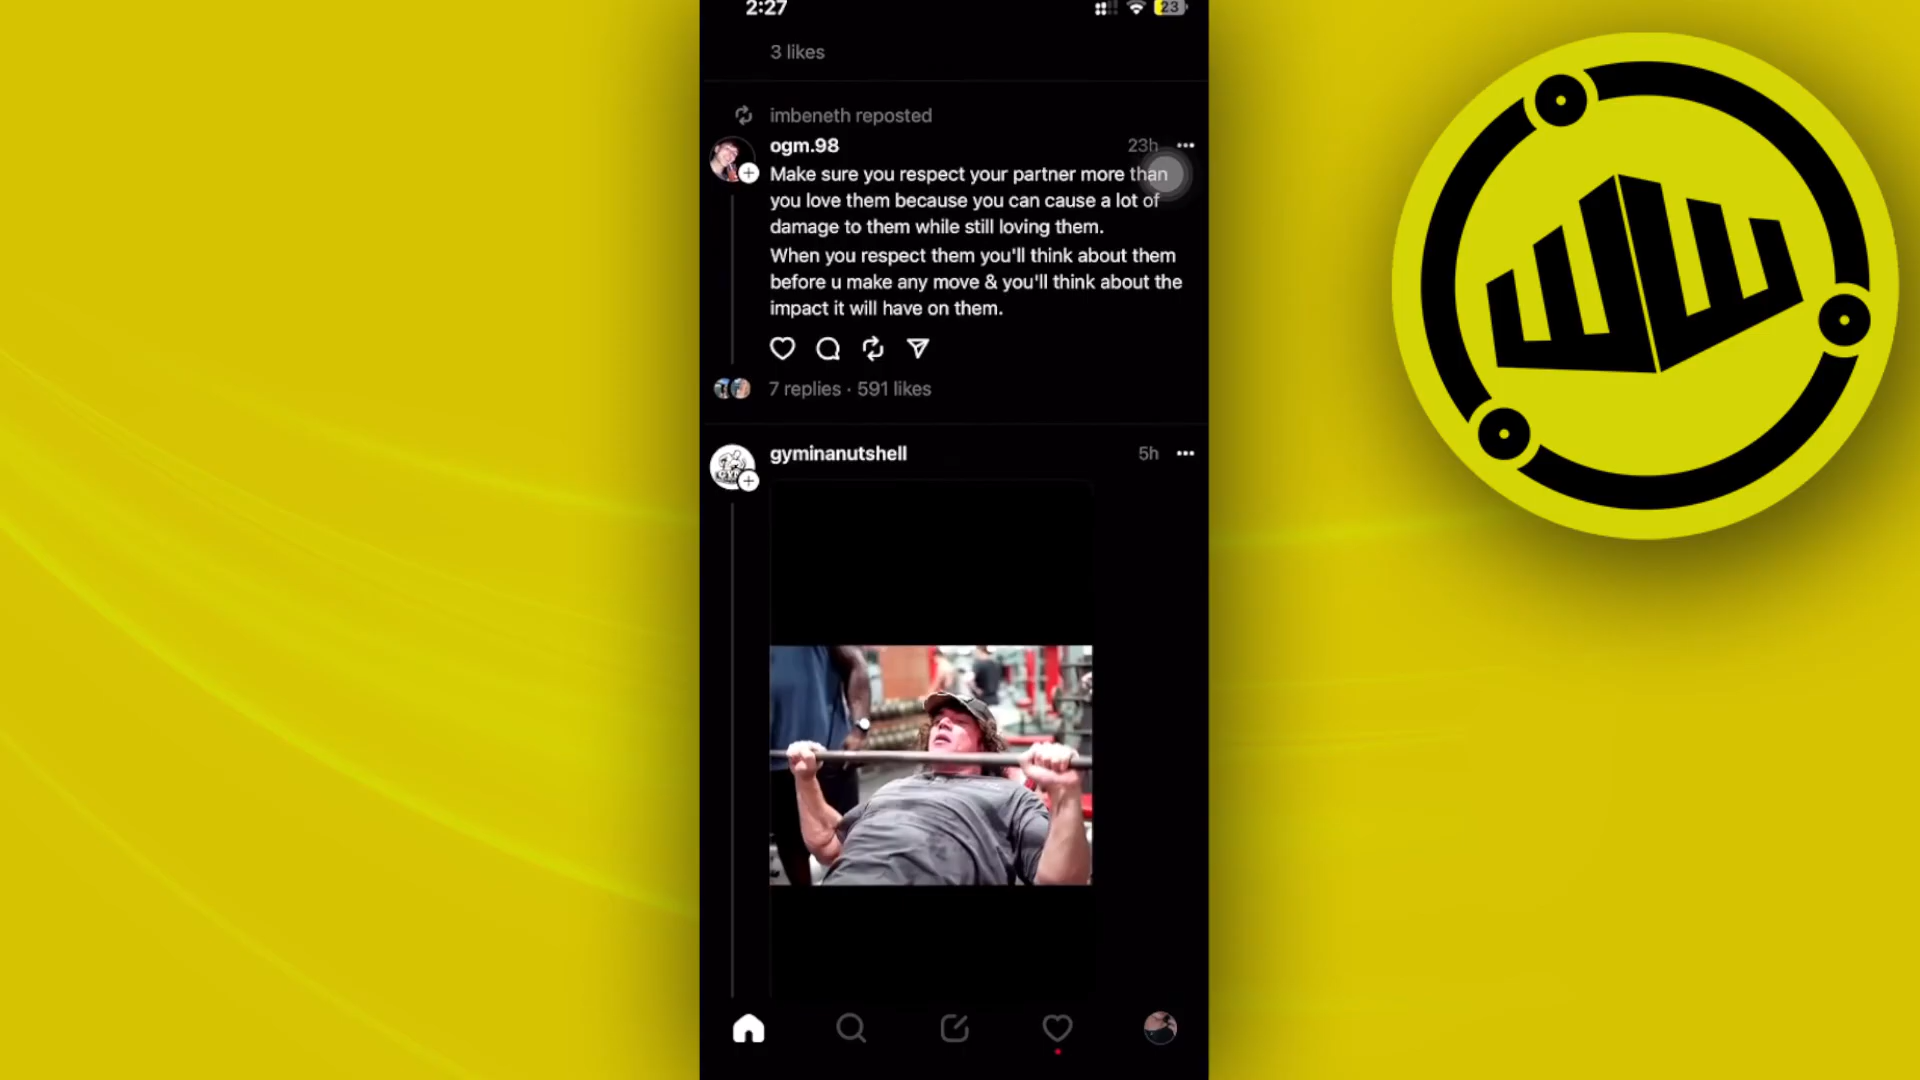 2:27
23
3 likes
imbeneth reposted
ogm.98
23h
Make sure you respect your partner more than
you love them because you can cause a lot of
damage to them while still loving them.
When you respect them you'll think about them
before u make any move & you'll think about the
impact it will have on them.
7 replies · 591 likes
gyminanutshell
5h